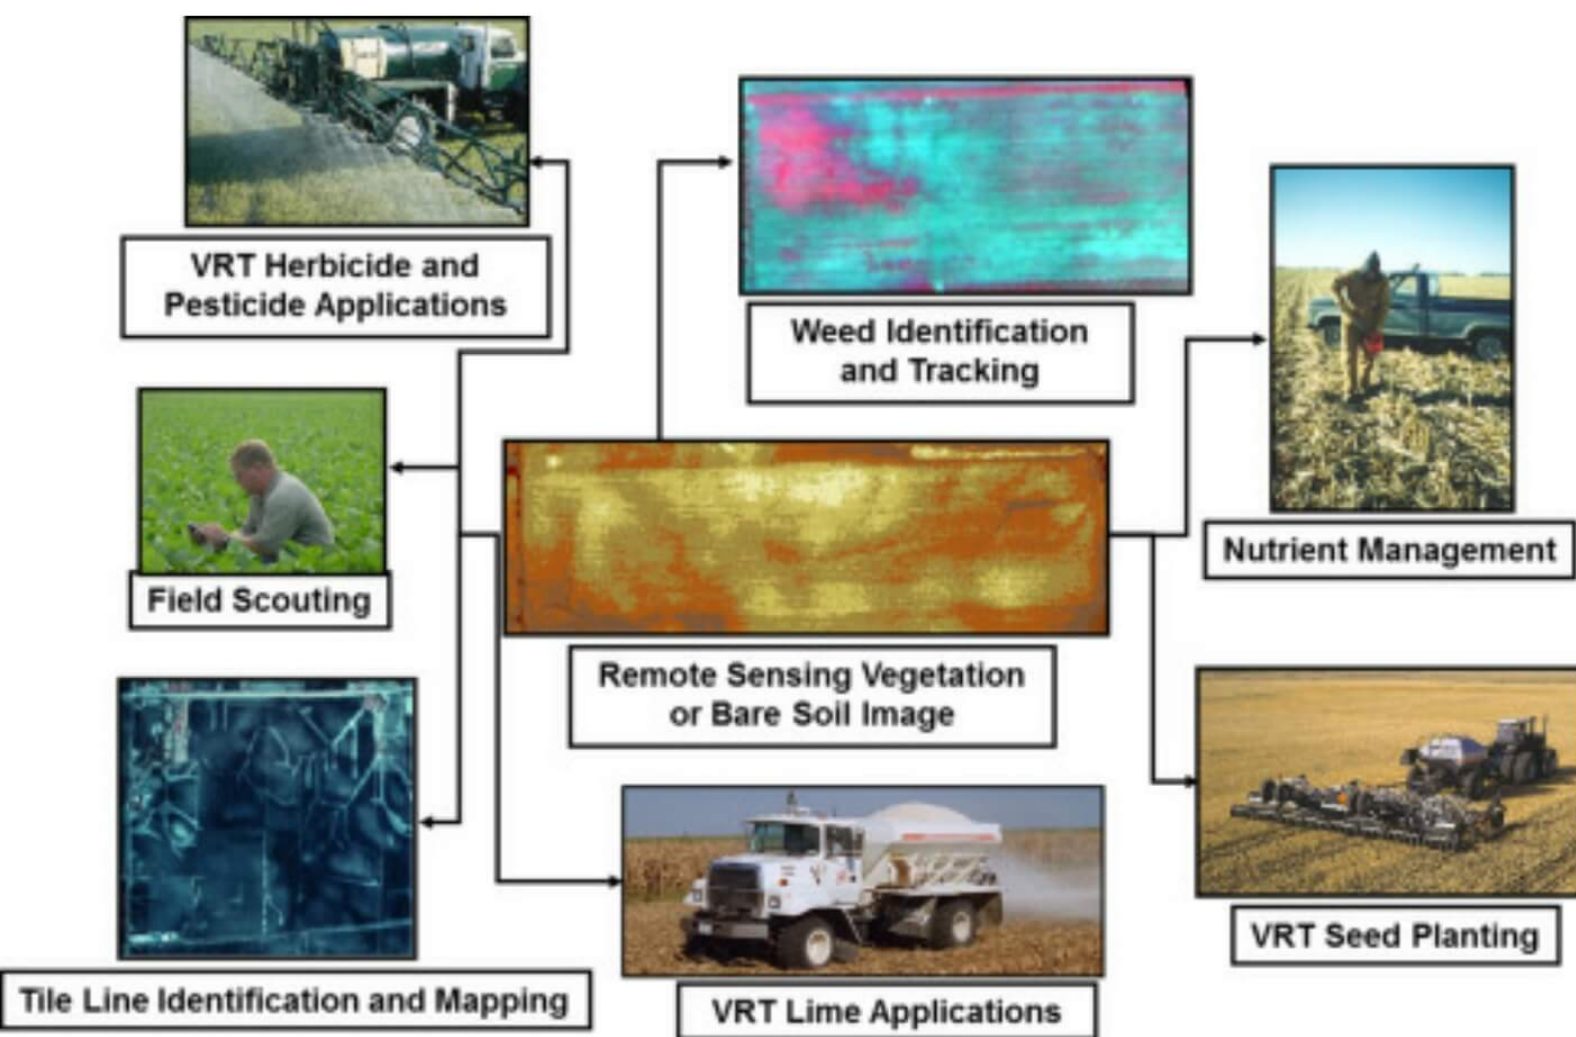 VRT Herbicide and
Pesticide Applications
Weed Identification
and Tracking
Nutrient Management
Field Scouting
Remote Sensing Vegetation
or Bare Soil Image
VRT Seed Planting
Tile Line Identification and Mapping
VRT Lime Applications